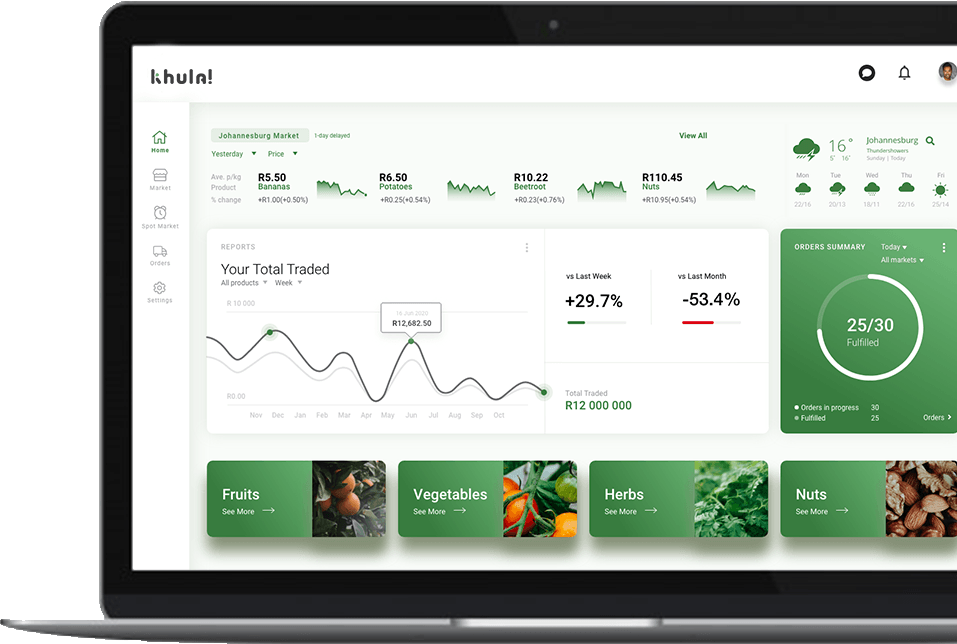 khula!
Home
Market
Spot Market
Orders
Settings
Johannesburg Market 1-day delayed View All
Yesterday Price
Ave. p/kg
Product
% change
R5.50
Bananas
+R1.00(+0.50%)
R6.50
Potatoes
+R0.25(+0.54%)
R10.22
Beetroot
+R0.23(+0.76%)
R110.45
Nuts
+R10.95(+0.54%)
16°
5° 16°
Johannesburg
Thundershowers
Sunday | Today
Mon Tue Wed Thu Fri
22/16 20/13 18/11 22/16 25/14
REPORTS
Your Total Traded
All products Week
R 10 000
16 Jun 2020
R12,682.50
R0.00
Nov Dec Jan Feb Mar Apr May Jun Jul Aug Sep Oct
vs Last Week
+29.7%
vs Last Month
-53.4%
Total Traded
R12 000 000
ORDERS SUMMARY Today
All markets
25/30
Fulfilled
Orders in progress 30
Fulfilled 25
Orders
Fruits
See More
Vegetables
See More
Herbs
See More
Nuts
See More